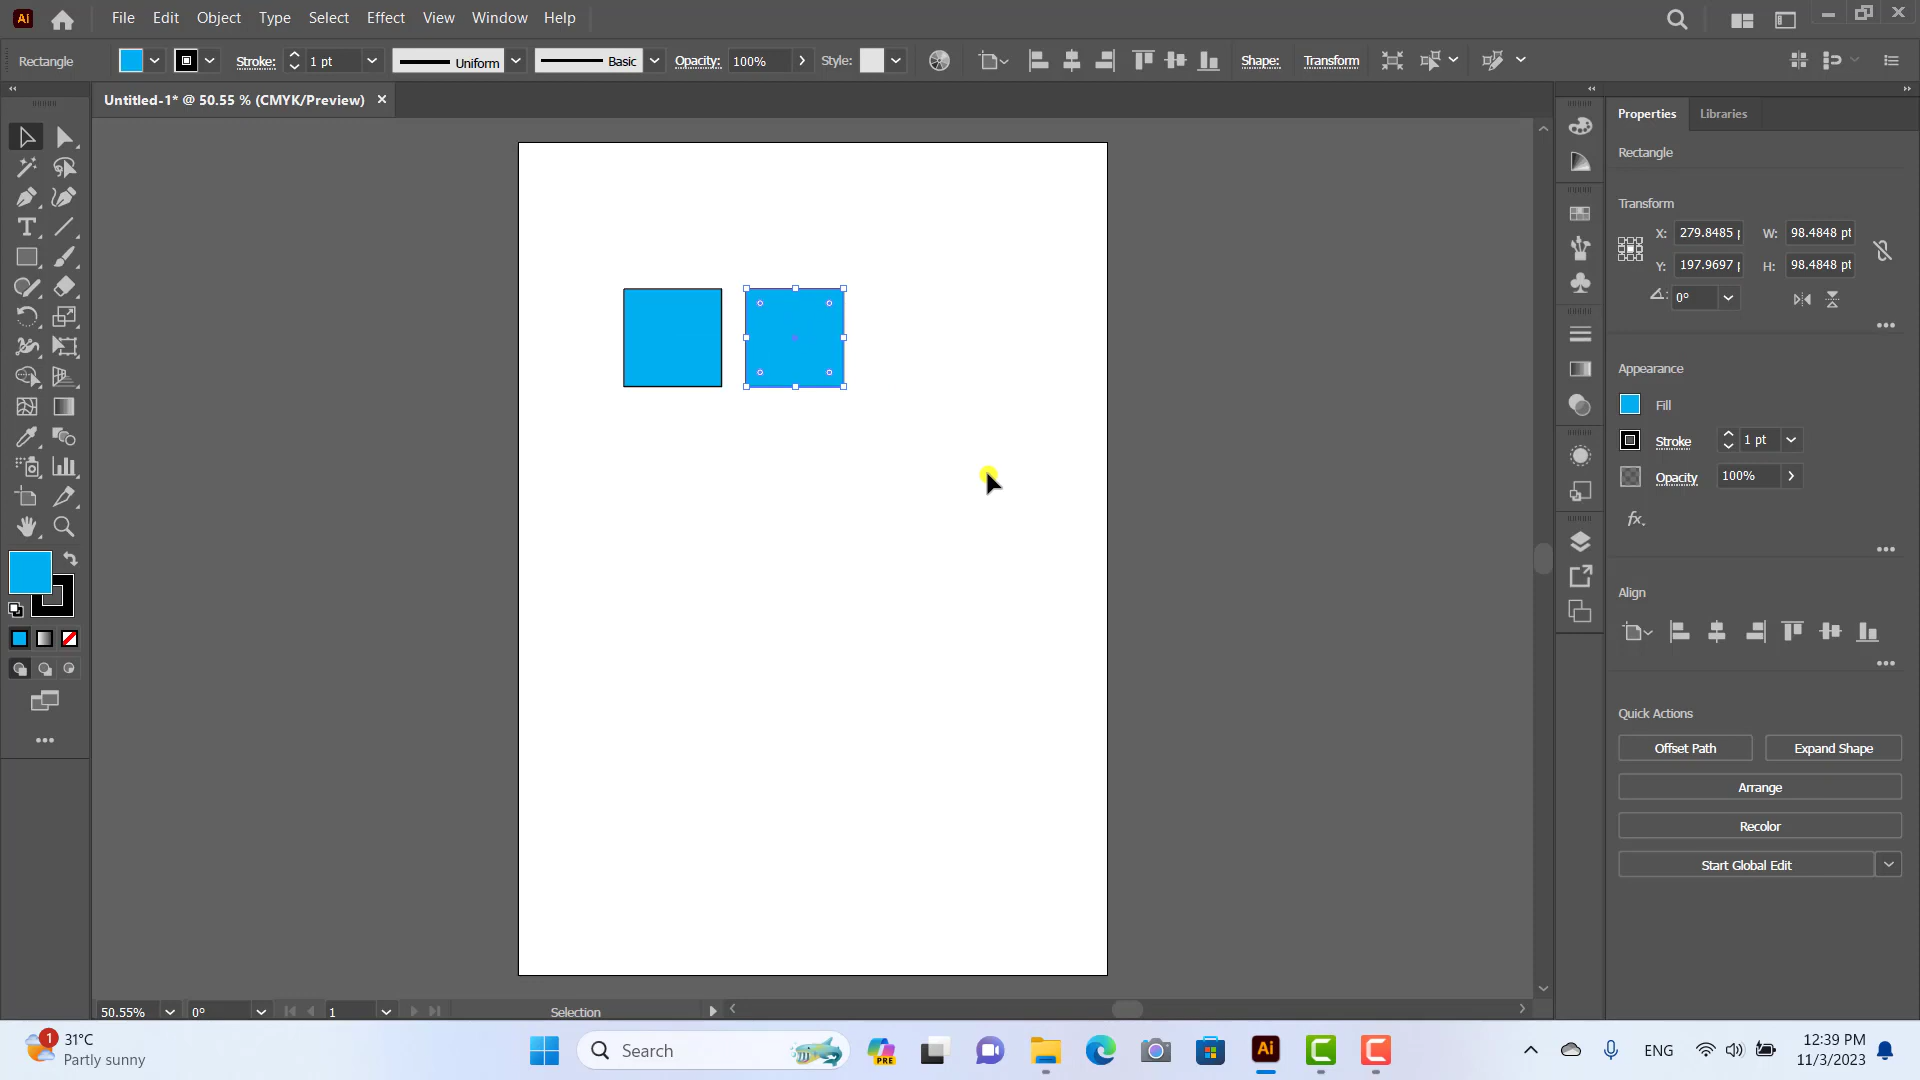 Ai File Edit Object Type Select Effect View Window Help
Rectangle Stroke: 1 pt Uniform Basic Opacity: 100% Style: Shape: Transform
Untitled-1* @ 50.55 % (CMYK/Preview) ×
Properties Libraries
Rectangle
Transform
X: 279.8485 p W: 98.4848 pt
Y: 197.9697 p H: 98.4848 pt
0°
Appearance
Fill
Stroke 1 pt
Opacity 100%
fx.
Align
Quick Actions
Offset Path Expand Shape
Arrange
Recolor
Start Global Edit
50.55% 0° 1 Selection
1 31°C
Partly sunny
Search
PRE
Ai
ENG
12:39 PM
11/3/2023